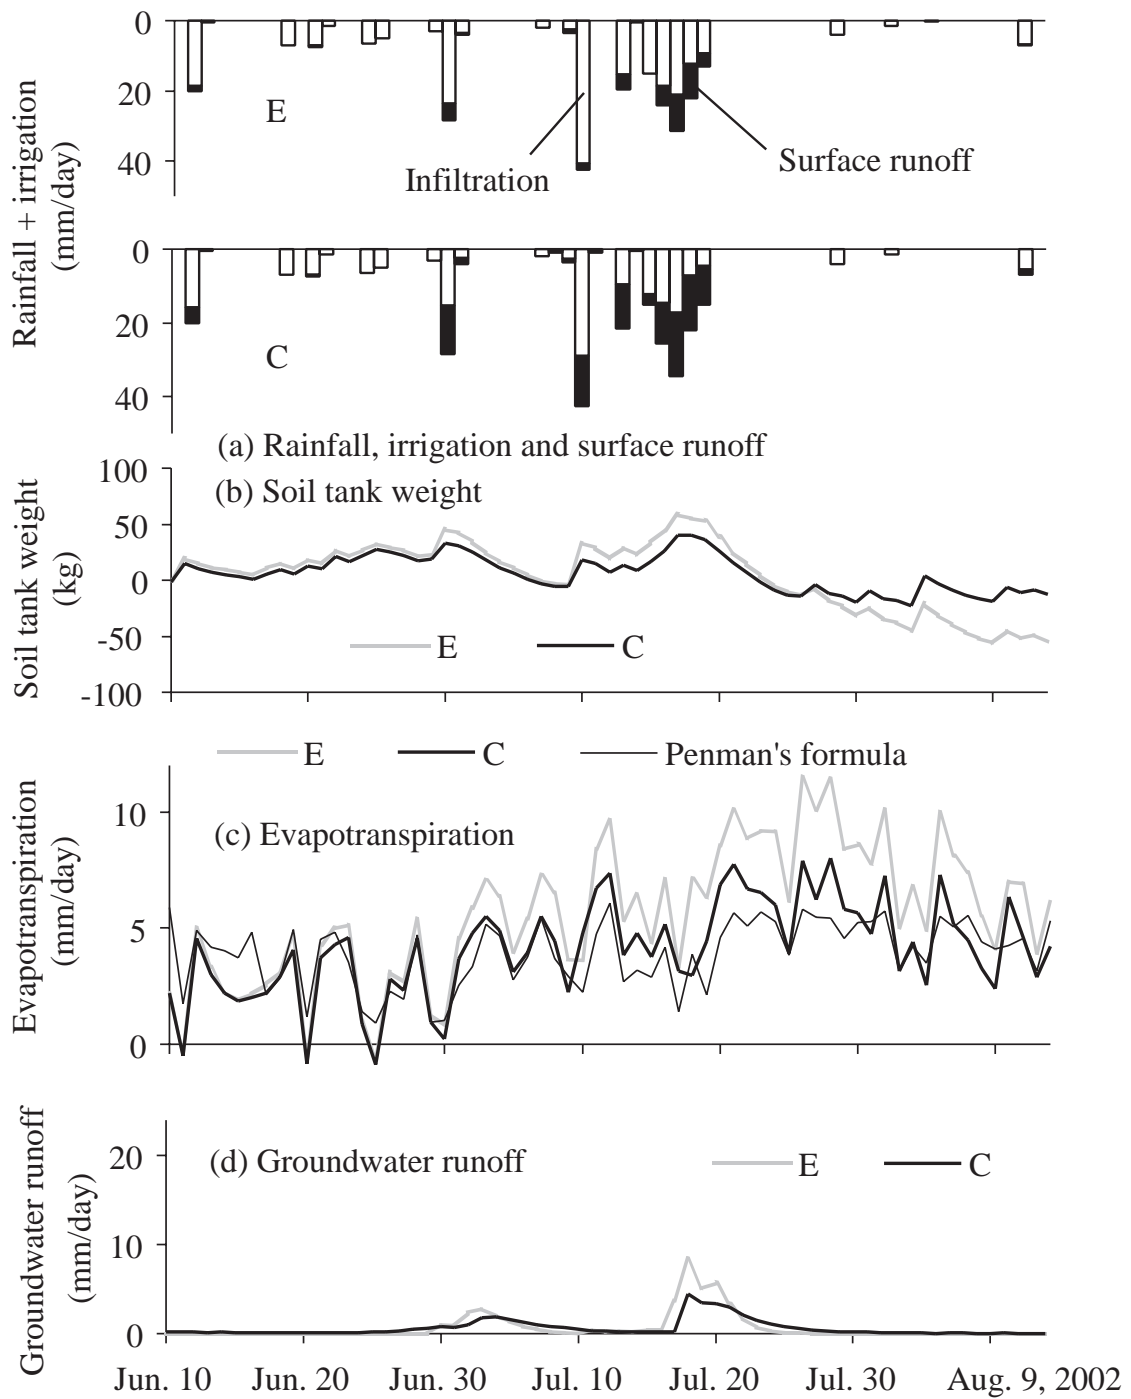 Rainfall + irrigation
(mm/day)
0
20
40
E
Infiltration
Surface runoff
0
20
40
C
(a) Rainfall, irrigation and surface runoff
Soil tank weight
(kg)
100
50
0
-50
-100
(b) Soil tank weight
E
C
E
C
Penman's formula
Evapotranspiration
(mm/day)
10
5
0
(c) Evapotranspiration
Groundwater runoff
(mm/day)
20
10
0
(d) Groundwater runoff
E
C
Jun. 10
Jun. 20
Jun. 30
Jul. 10
Jul. 20
Jul. 30
Aug. 9, 2002